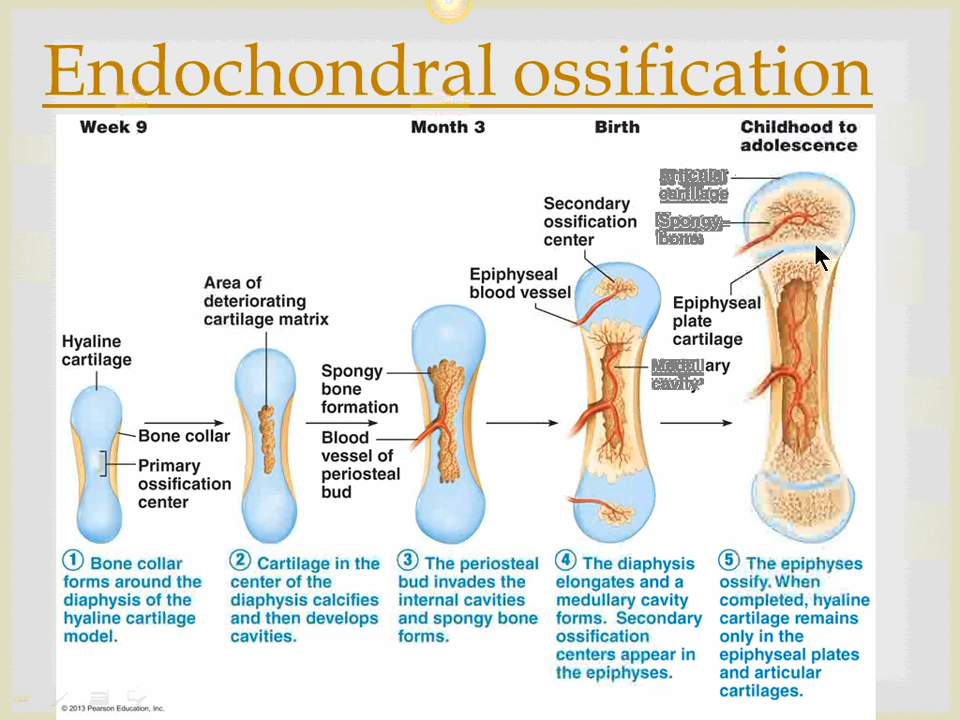 Endochondral ossification
Week 9
Month 3
Birth
Childhood to
adolescence
Articular
cartilage
Spongy
bone
Secondary
ossification
center
Epiphyseal
blood vessel
Area of
deteriorating
cartilage matrix
Epiphyseal
plate
cartilage
Hyaline
cartilage
Spongy
bone
formation
Medullary
cavity
Bone collar
Blood
vessel of
periosteal
bud
Primary
ossification
center
1 Bone collar
forms around the
diaphysis of the
hyaline cartilage
model.
2 Cartilage in the
center of the
diaphysis calcifies
and then develops
cavities.
3 The periosteal
bud invades the
internal cavities
and spongy bone
forms.
4 The diaphysis
elongates and a
medullary cavity
forms. Secondary
ossification
centers appear in
the epiphyses.
5 The epiphyses
ossify. When
completed, hyaline
cartilage remains
only in the
epiphyseal plates
and articular
cartilages.
© 2013 Pearson Education, Inc.